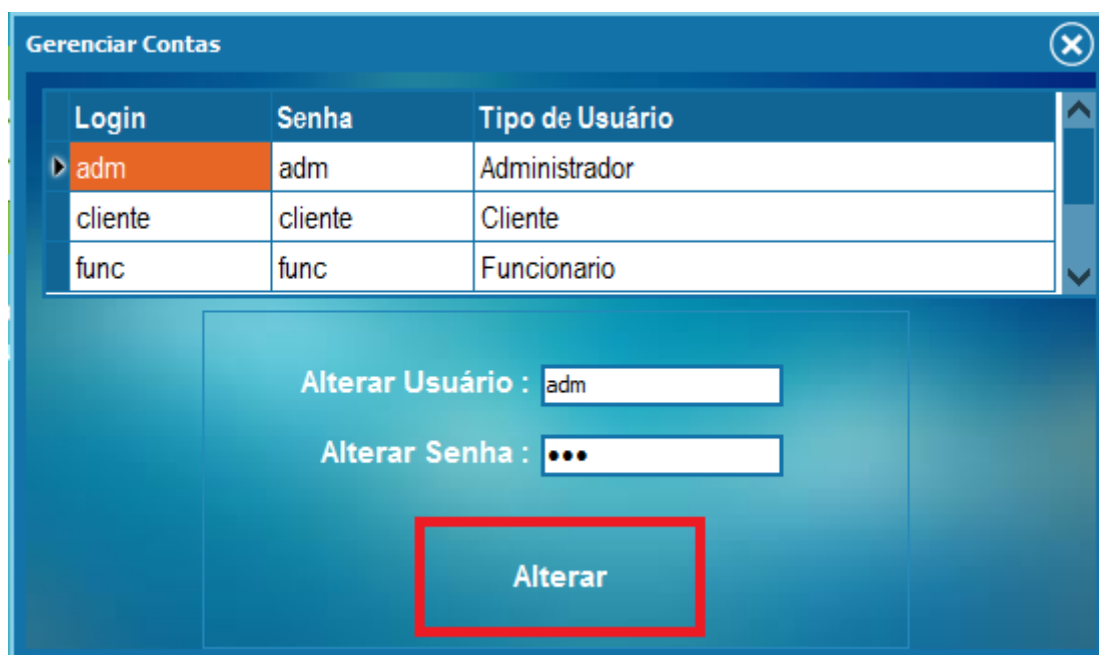 Gerenciar Contas
Login Senha Tipo de Usuário
adm adm Administrador
cliente cliente Cliente
func func Funcionario
Alterar Usuário : adm
Alterar Senha : •••
Alterar